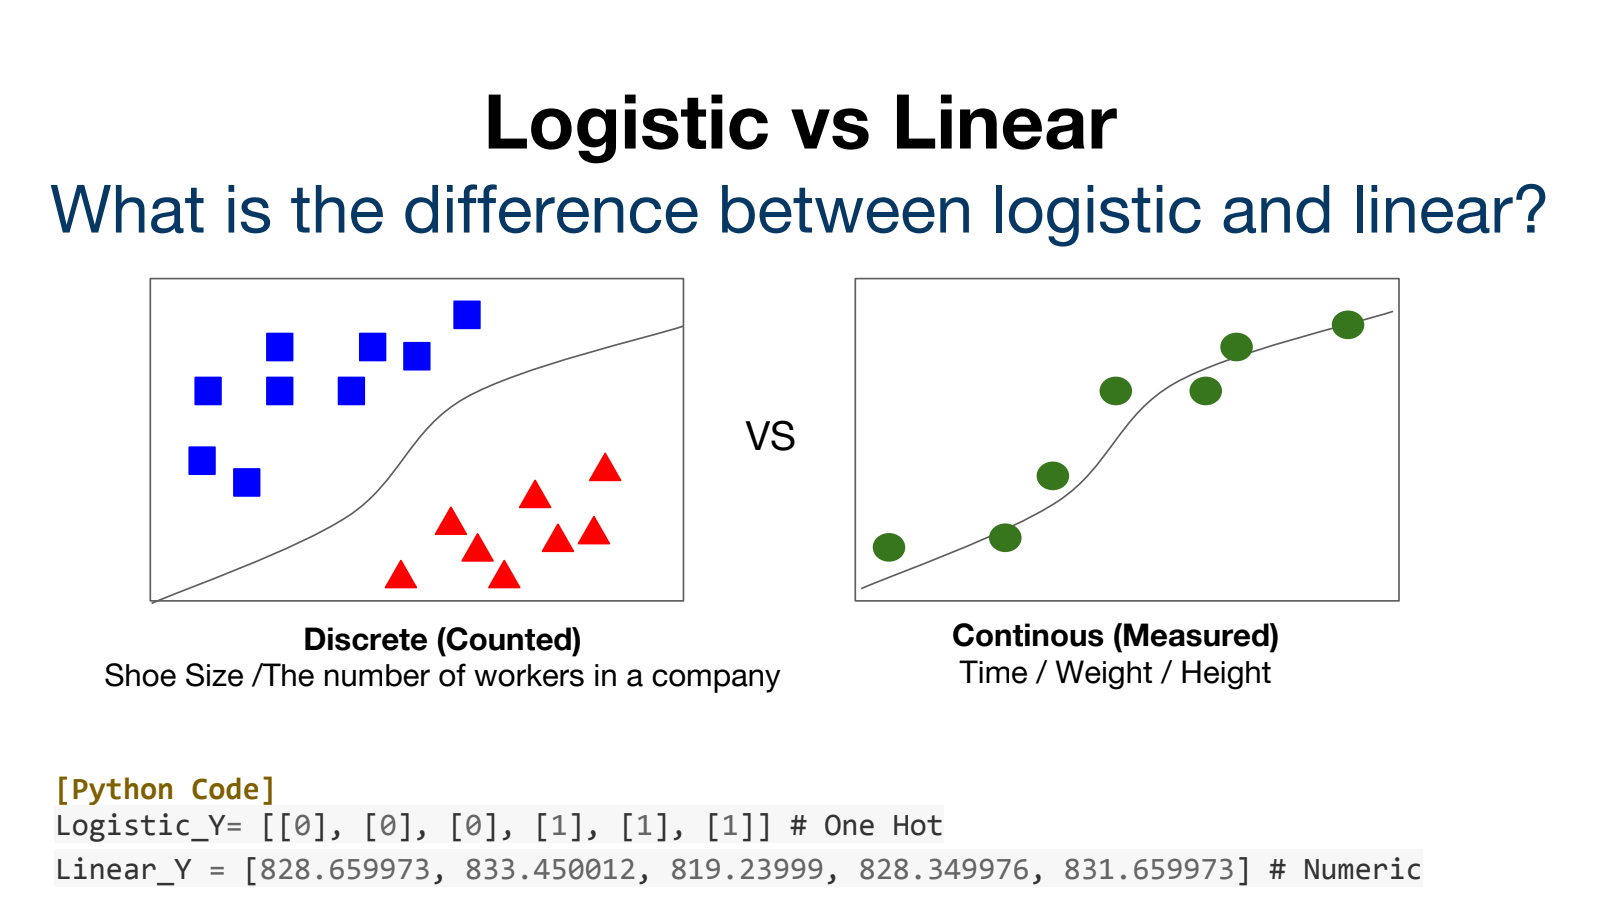 Logistic vs Linear
What is the difference between logistic and linear?
VS
Discrete (Counted)
Shoe Size /The number of workers in a company
Continous (Measured)
Time / Weight / Height
[Python Code]
Logistic_Y= [[0], [0], [0], [1], [1], [1]] # One Hot
Linear_Y = [828.659973, 833.450012, 819.23999, 828.349976, 831.659973] # Numeric